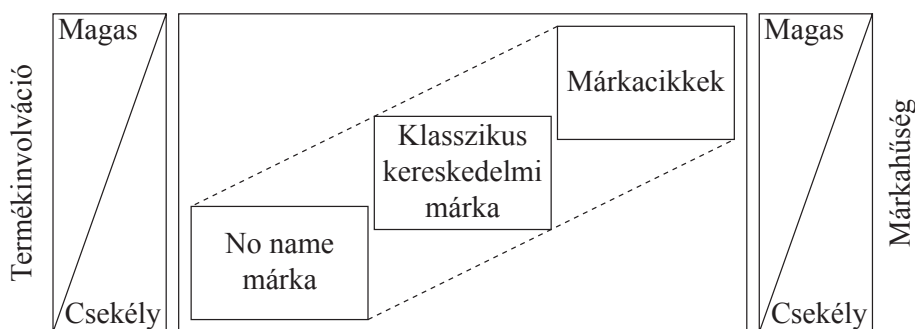 Termékinvolváció
Magas
Csekély
No name
márka
Klasszikus
kereskedelmi
márka
Márkacikkek
Magas
Csekély
Márkahűség